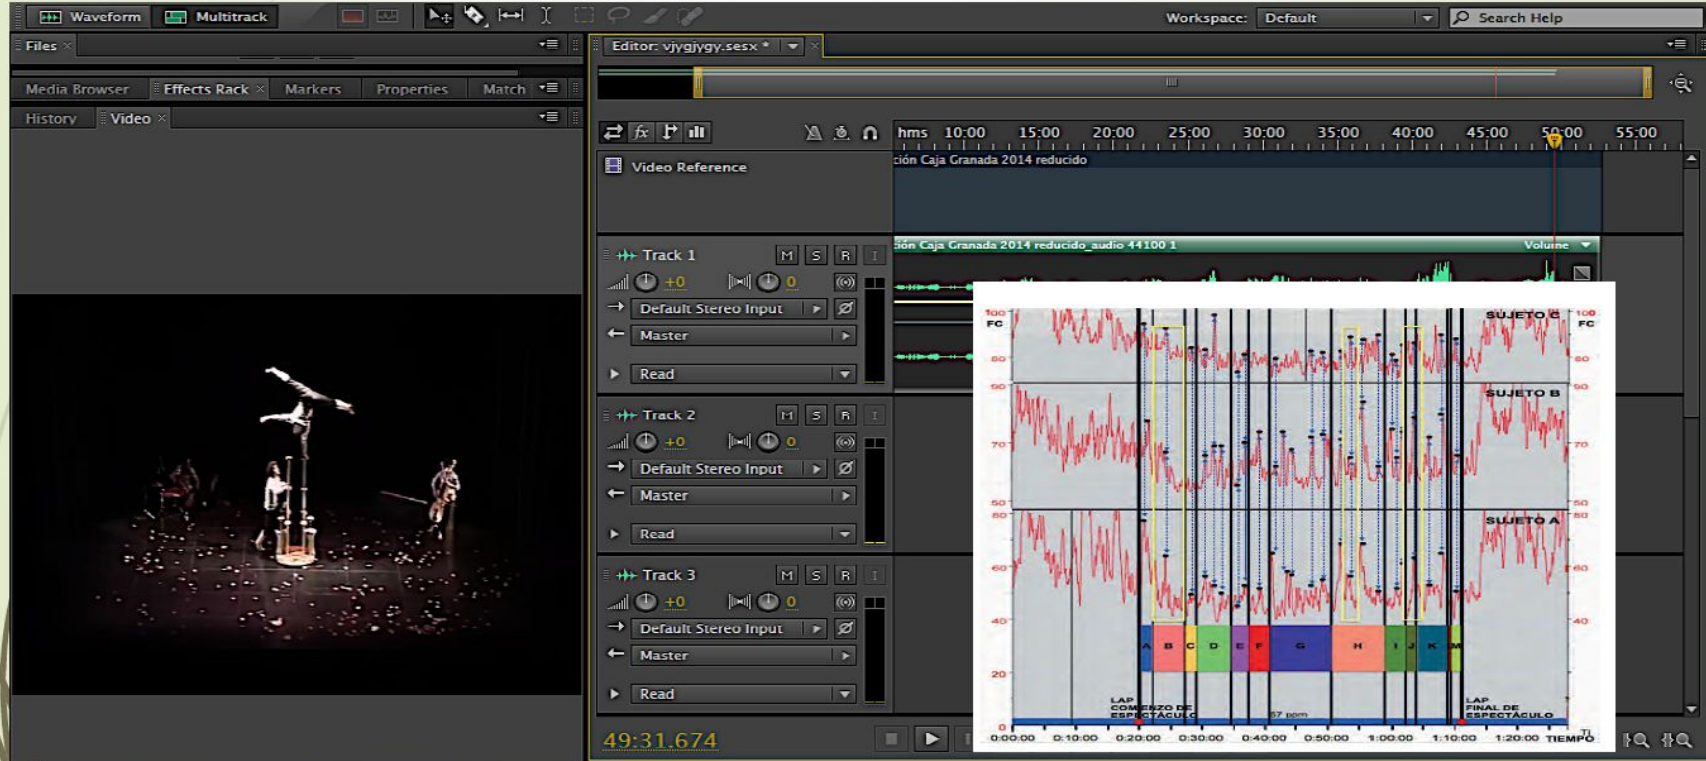 Waveform Multitrack Workspace: Default Search Help
Files
Editor: vjygjygy.sesx *
Media Browser Effects Rack Markers Properties Match
History Video
hms 10:00 15:00 20:00 25:00 30:00 35:00 40:00 45:00 50:00 55:00
Video Reference
ción Caja Granada 2014 reducido
Track 1 M S R I
ión Caja Granada 2014 reducido_audio 44100 1 Volume
+0 0
Default Stereo Input
Master
Read
Track 2 M S R I
+0 0
Default Stereo Input
Master
Read
Track 3 M S R I
+0 0
Default Stereo Input
Master
Read
49:31.674
100 SUJETO C 100
FC FC
80 80
90 90
SUJETO B
70 70
50 50
80 80
SUJETO A
60 60
40 40
A B C D E F G H I J K M
20 20
LAP
COMIENZO DE
ESPECTÁCULO
57 ppm
LAP
FINAL DE
ESPECTÁCULO
0 0
0:00:00 0:10:00 0:20:00 0:30:00 0:40:00 0:50:00 1:00:00 1:10:00 1:20:00 TIEMPO